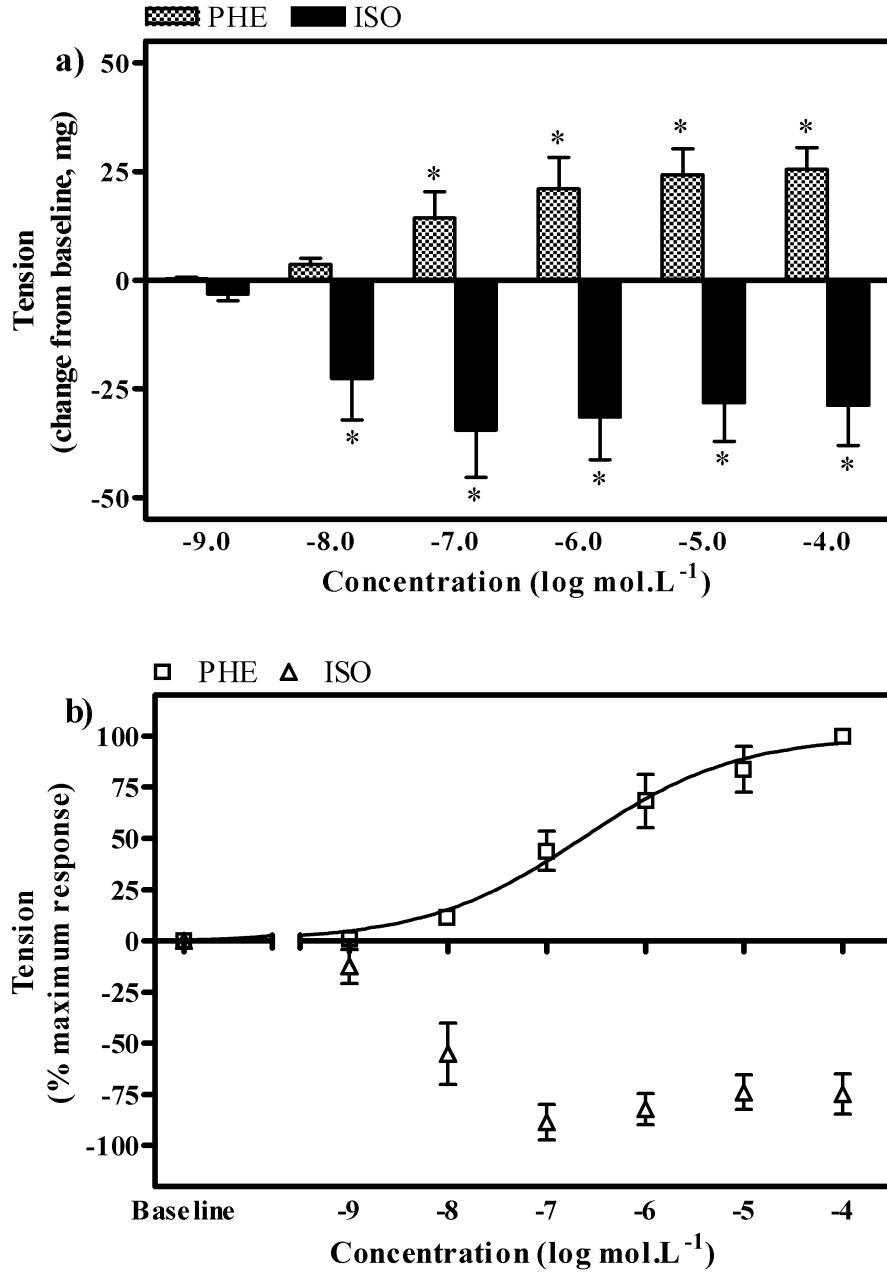 PHE ISO
a)
50
25
0
-25
-50
Tension
(change from baseline, mg)
* * * *
* * * * *
-9.0 -8.0 -7.0 -6.0 -5.0 -4.0
Concentration (log mol.L⁻¹)
PHE ISO
b)
100
75
50
25
0
-25
-50
-75
-100
Tension
(% maximum response)
Baseline -9 -8 -7 -6 -5 -4
Concentration (log mol.L⁻¹)